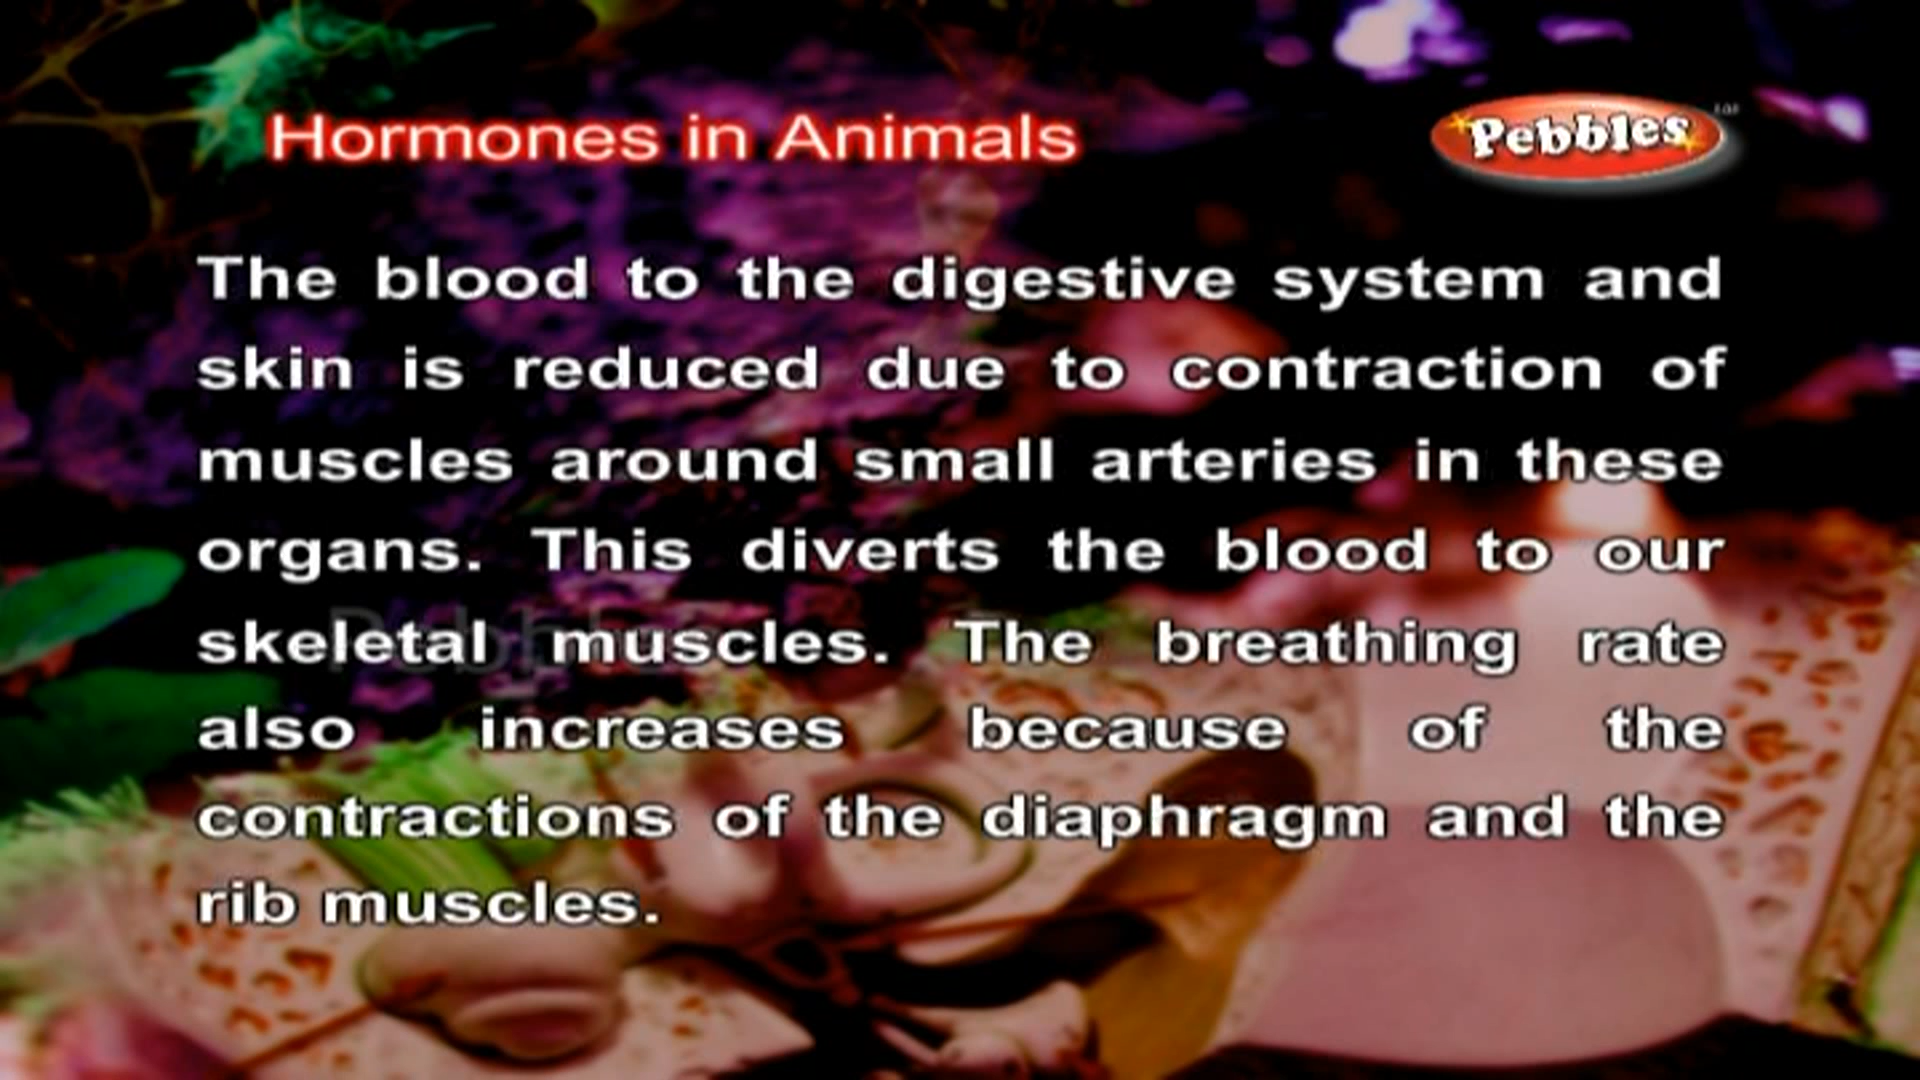 Hormones in Animals
Pebbles
The blood to the digestive system and
skin is reduced due to contraction of
muscles around small arteries in these
organs. This diverts the blood to our
skeletal muscles. The breathing rate
also increases because of the
contractions of the diaphragm and the
rib muscles.